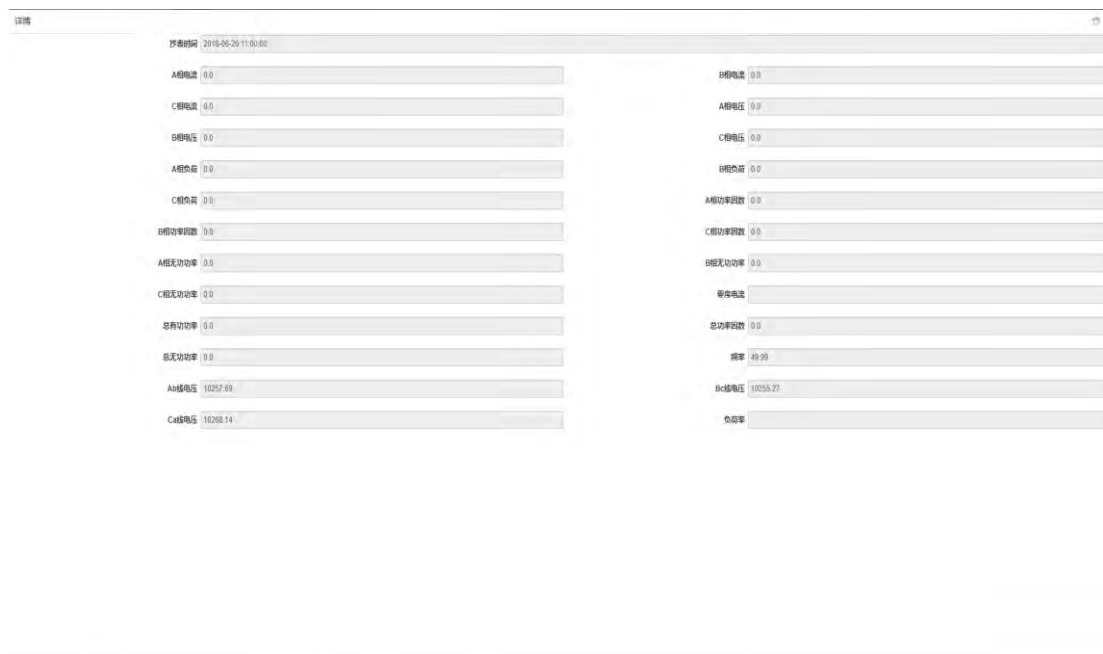 详情
抄表时间 2018-06-20 11:00:00
A相电流 0.0 B相电流 0.0
C相电流 0.0 A相电压 0.0
B相电压 0.0 C相电压 0.0
A相负荷 0.0 B相负荷 0.0
C相负荷 0.0 A相功率因数 0.0
B相功率因数 0.0 C相功率因数 0.0
A相无功功率 0.0 B相无功功率 0.0
C相无功功率 0.0 零序电流
总有功功率 0.0 总功率因数 0.0
总无功功率 0.0 频率 49.99
Ab线电压 10257.69 Bc线电压 10255.27
Ca线电压 10268.14 负荷率